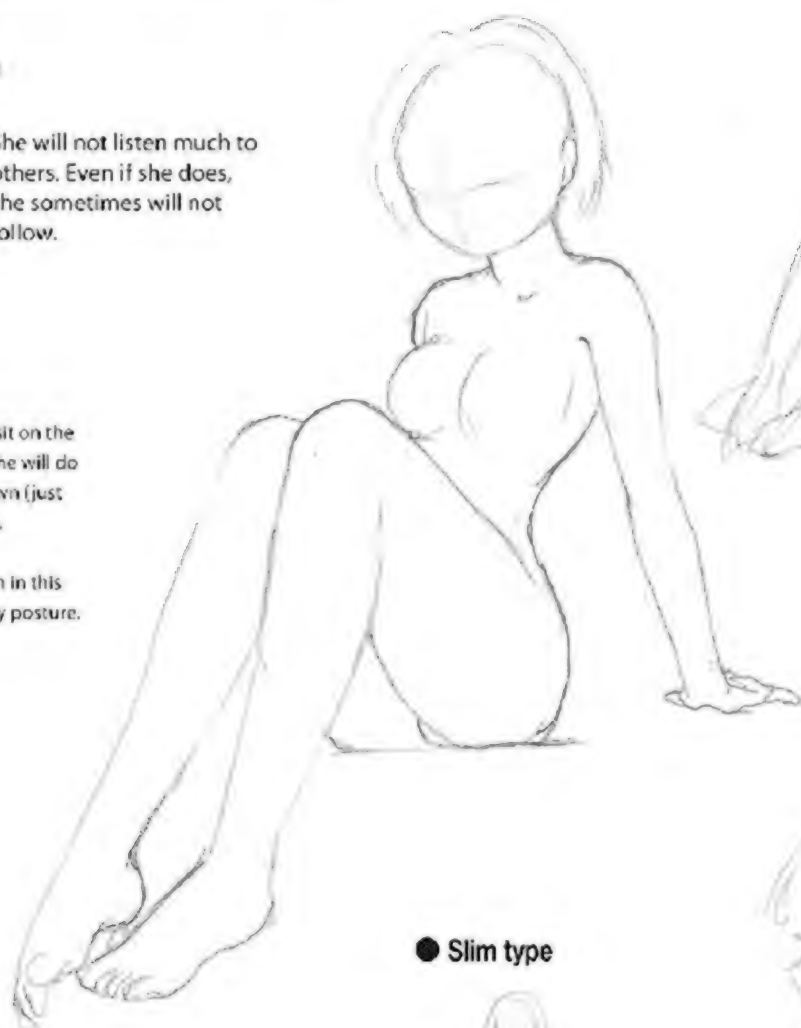 he will not listen much to
others. Even if she does,
he sometimes will not
ollow.
sit on the
he will do
wn (just
n in this
y posture.
Slim type